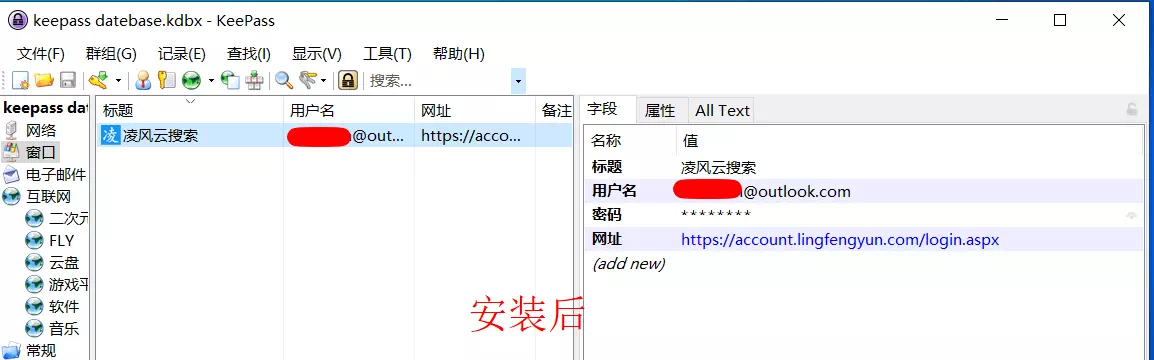 keepass datebase.kdbx - KeePass
文件(F) 群组(G) 记录(E) 查找(I) 显示(V) 工具(T) 帮助(H)
搜索...
keepass dat
网络
窗口
电子邮件
互联网
二次元
FLY
云盘
游戏平
软件
音乐
常规
标题 用户名 网址 备注
凌 凌风云搜索 @out... https://acco...
字段 属性 All Text
名称 值
标题 凌风云搜索
用户名 @outlook.com
密码 ********
网址 https://account.lingfengyun.com/login.aspx
(add new)
安装后